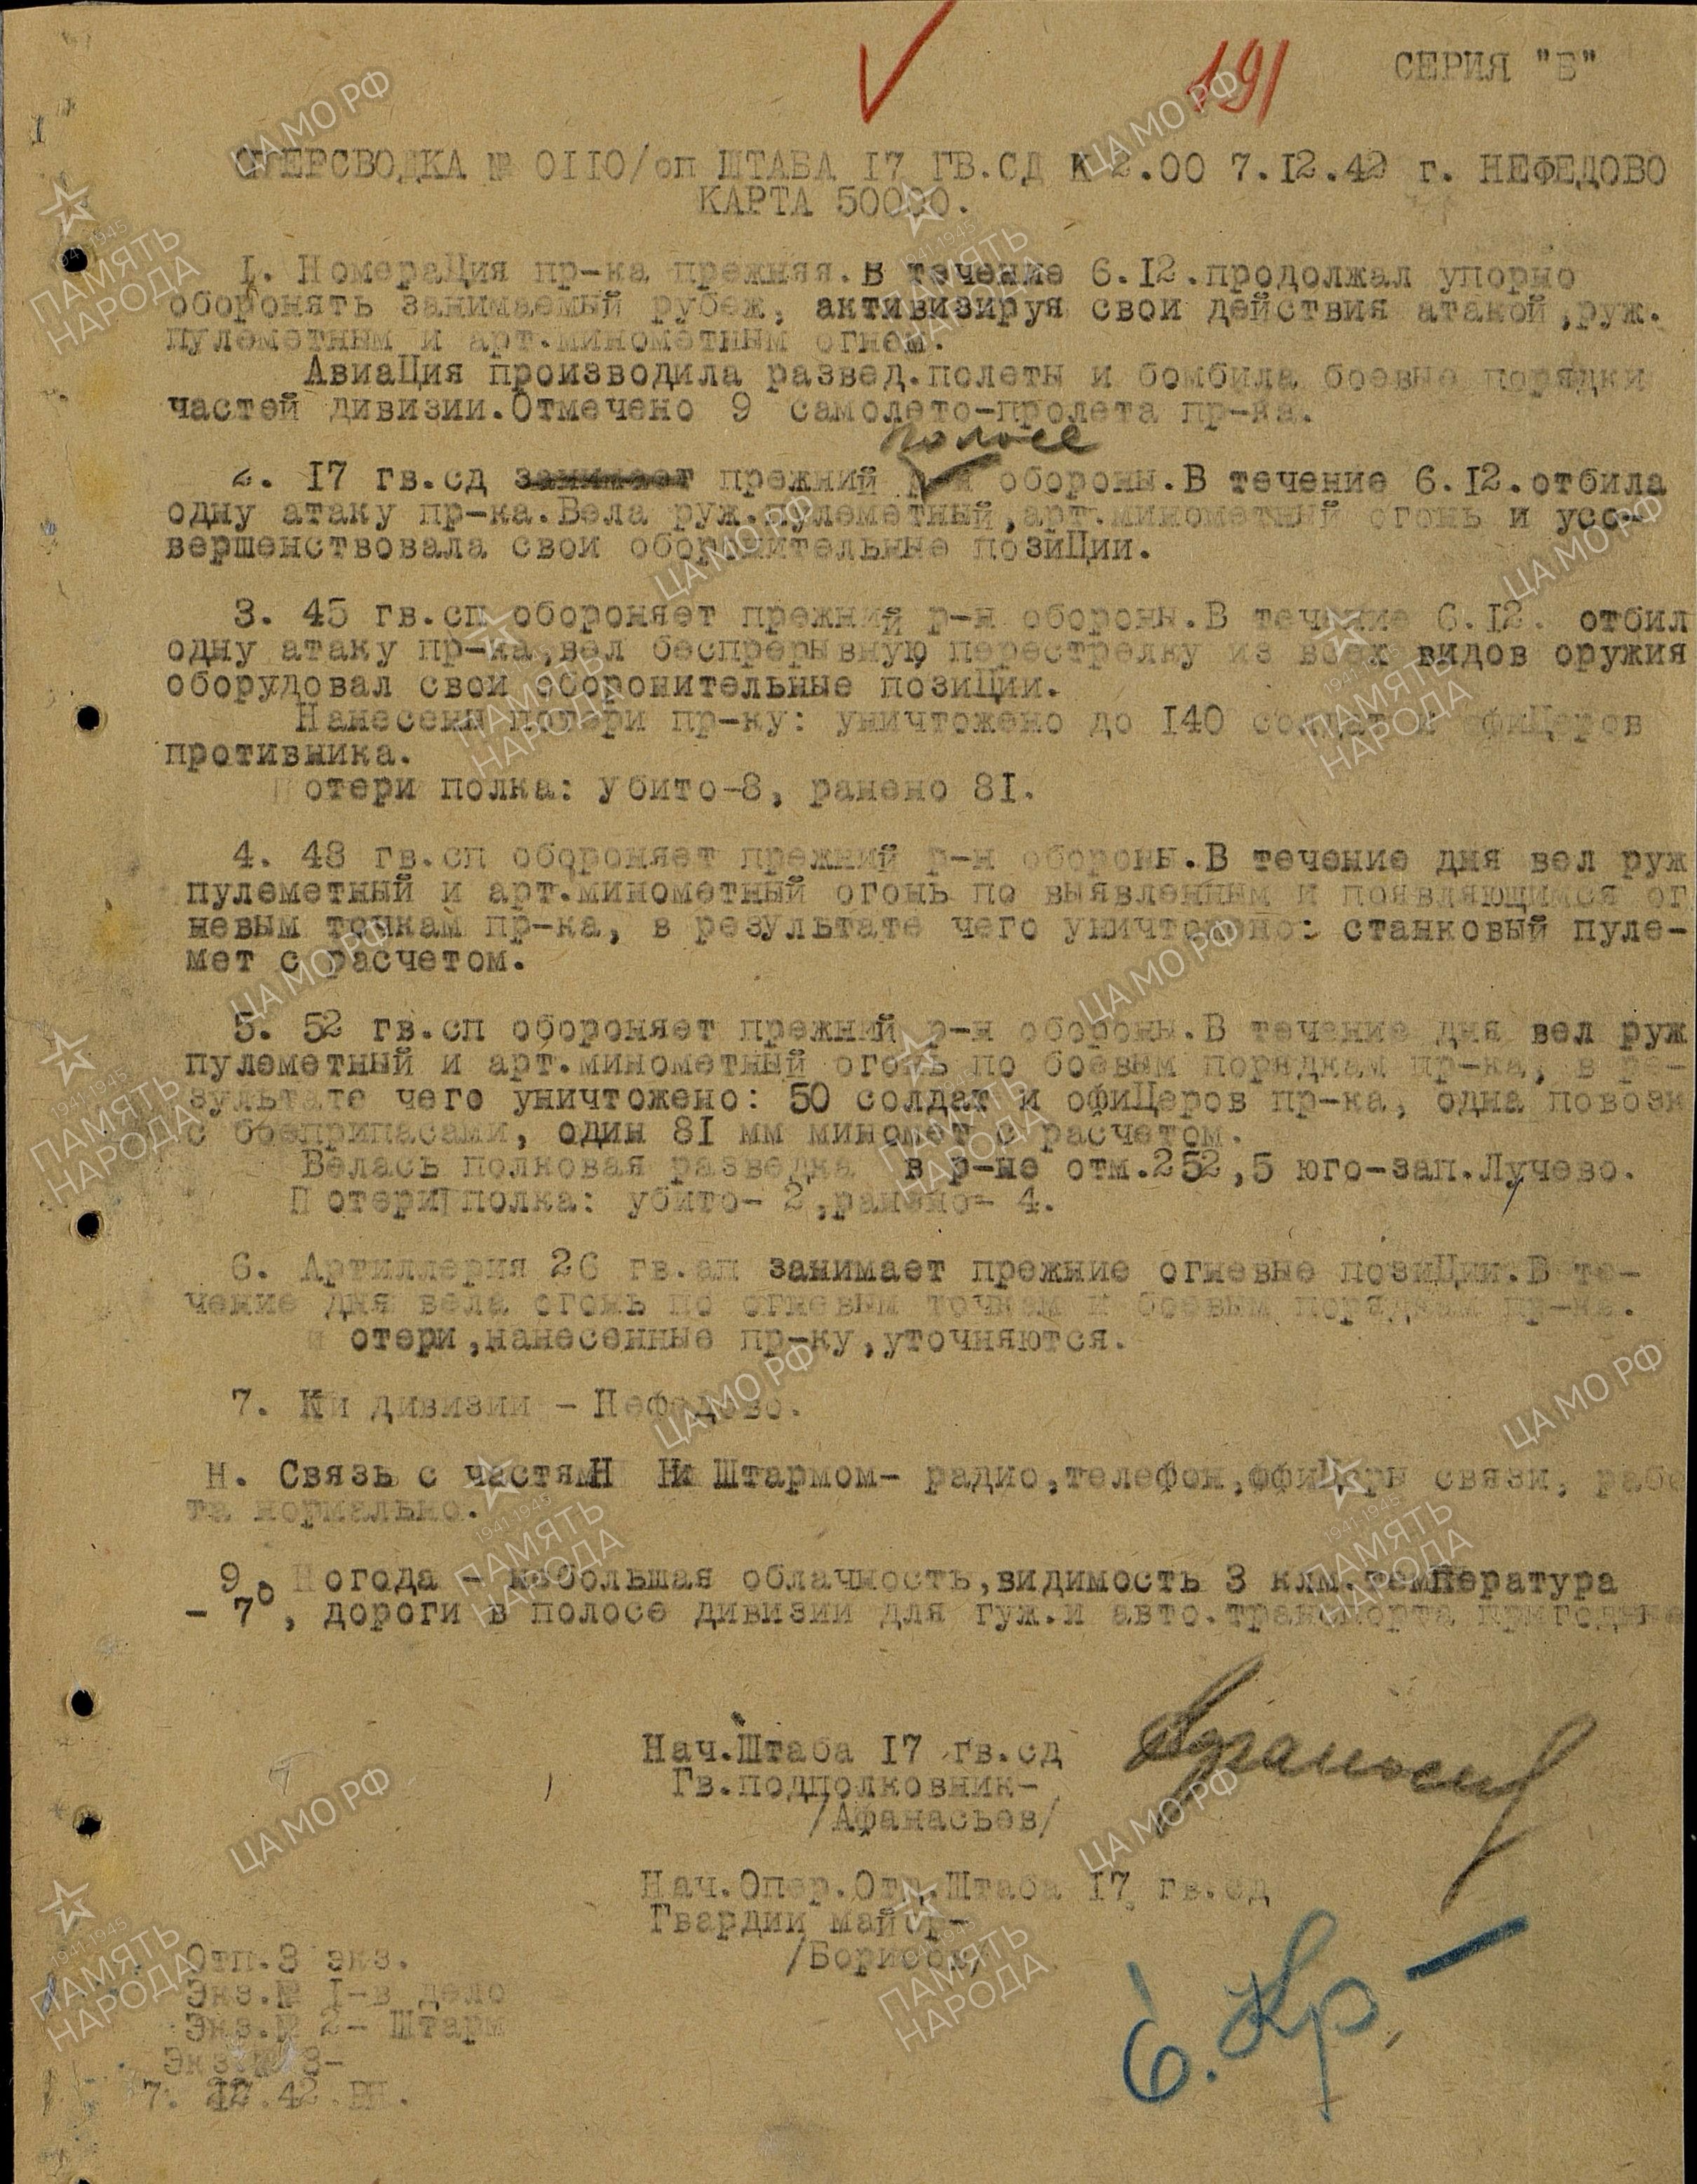 191
СЕРИЯ "Б"
ОПЕРСВОДКА № 0110/оп ШТАБА 17 ГВ.СД К 2.00 7.12.42 г. НЕФЕДОВО
КАРТА 50000.
1. НомераЦия пр-ка прежняя.В течение 6.12.продолжал упорно
оборонять занимаемый рубеж, активизируя свои действия атакой,руж.
пулеметным и арт.минометным огнем.
АвиаЦия производила развед.полеты и бомбила боевые порядки
частей дивизии.Отмечено 9 самолето-пролета пр-ка.
полосе
2. 17 гв.сд занимает прежний р-н обороны.В течение 6.12.отбила
одну атаку пр-ка.Вела руж.пулеметный,арт.минометный огонь и усо-
вершенствовала свои оборонительные позиЦии.
3. 45 гв.сп обороняет прежний р-н обороны.В течение 6.12. отбил
одну атаку пр-ка,вел беспрерывную перестрелку из всех видов оружия
оборудовал свои оборонительные позиЦии.
Нанесены потери пр-ку: уничтожено до 140 солдат и офиЦеров
противника.
Потери полка: убито-8, ранено 81.
4. 48 гв.сп обороняет прежний р-н обороны.В течение дня вел руж
пулеметный и арт.минометный огонь по выявленным и появляющимся ог
невым точкам пр-ка, в результате чего уничтожено: станковый пуле-
мет с расчетом.
5. 52 гв.сп обороняет прежний р-н обороны.В течение дня вел руж
пулеметный и арт.минометный огонь по боевым порядкам пр-ка, в ре-
зультате чего уничтожено: 50 солдат и офиЦеров пр-ка, одна повозк
с боеприпасами, один 81 мм миномет с расчетом.
Велась полковая разведка в р-не отм.252,5 юго-зап.Лучево.
Потери полка: убито- 2,ранено- 4.
6. Артиллерия 26 гв.ап занимает прежние огневые позиЦии.В те-
чение дня вела огонь по огневым точкам и боевым порядкам пр-ка.
Потери,нанесенные пр-ку,уточняются.
7. Кп дивизии - Нефедово.
Н. Связь с частямН Ни Штармом- радио,телефон,офиЦеры связи, рабо
та нормально.
9. Погода - небольшая облачность,видимость 3 клм.температура
- 7°, дороги в полосе дивизии для гуж.и авто.транспорта пригодные
Нач.Штаба 17 гв.сд
Гв.подполковник-
/Афанасьев/
Нач.Опер.Отд.Штаба 17 гв.сд
Гвардии майор-
/Борисов/
Отп.3 экз.
Экз.№ 1-в дело
Экз.№ 2- Штарм
Экз.№ 3-
7. 12.42.
6. Кр. -
ЦАМО РФ
1941-1945
ПАМЯТЬ
НАРОДА